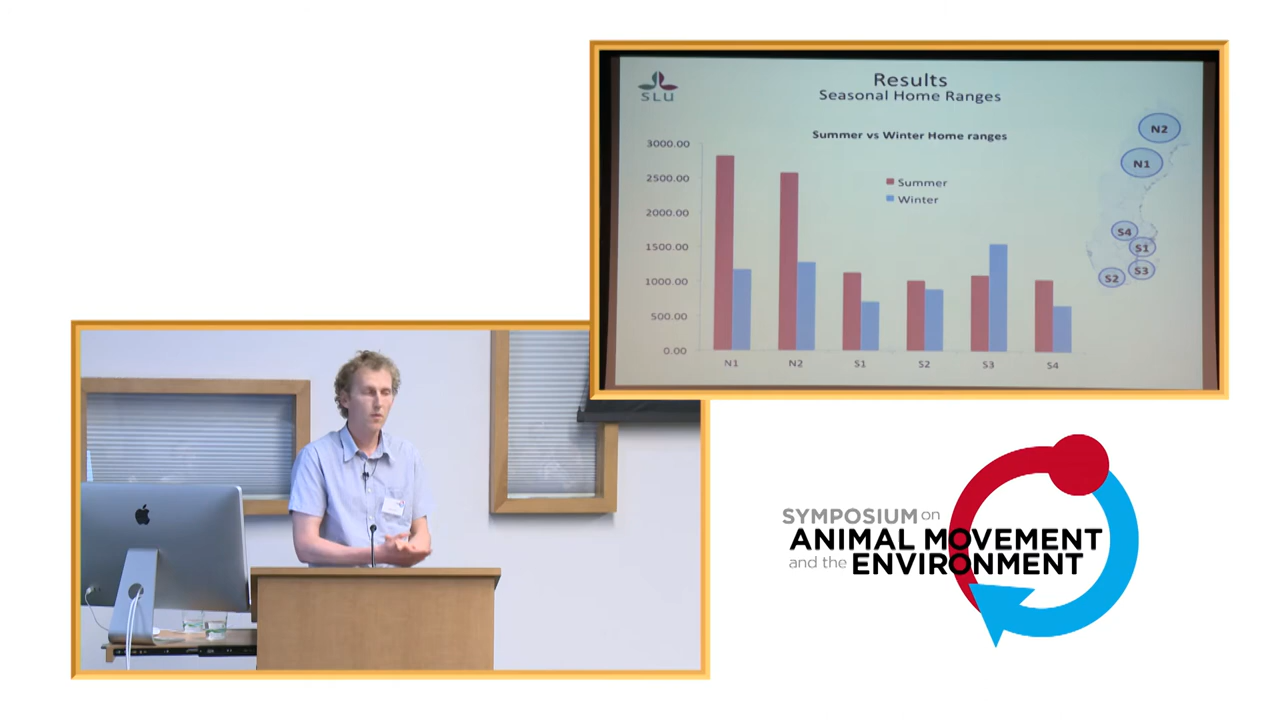 SLU
Results
Seasonal Home Ranges
Summer vs Winter Home ranges
3000.00
2500.00
2000.00
1500.00
1000.00
500.00
0.00
Summer
Winter
N1
N2
S1
S2
S3
S4
N2
N1
S4
S1
S3
S2
SYMPOSIUM on
ANIMAL MOVEMENT
and the ENVIRONMENT